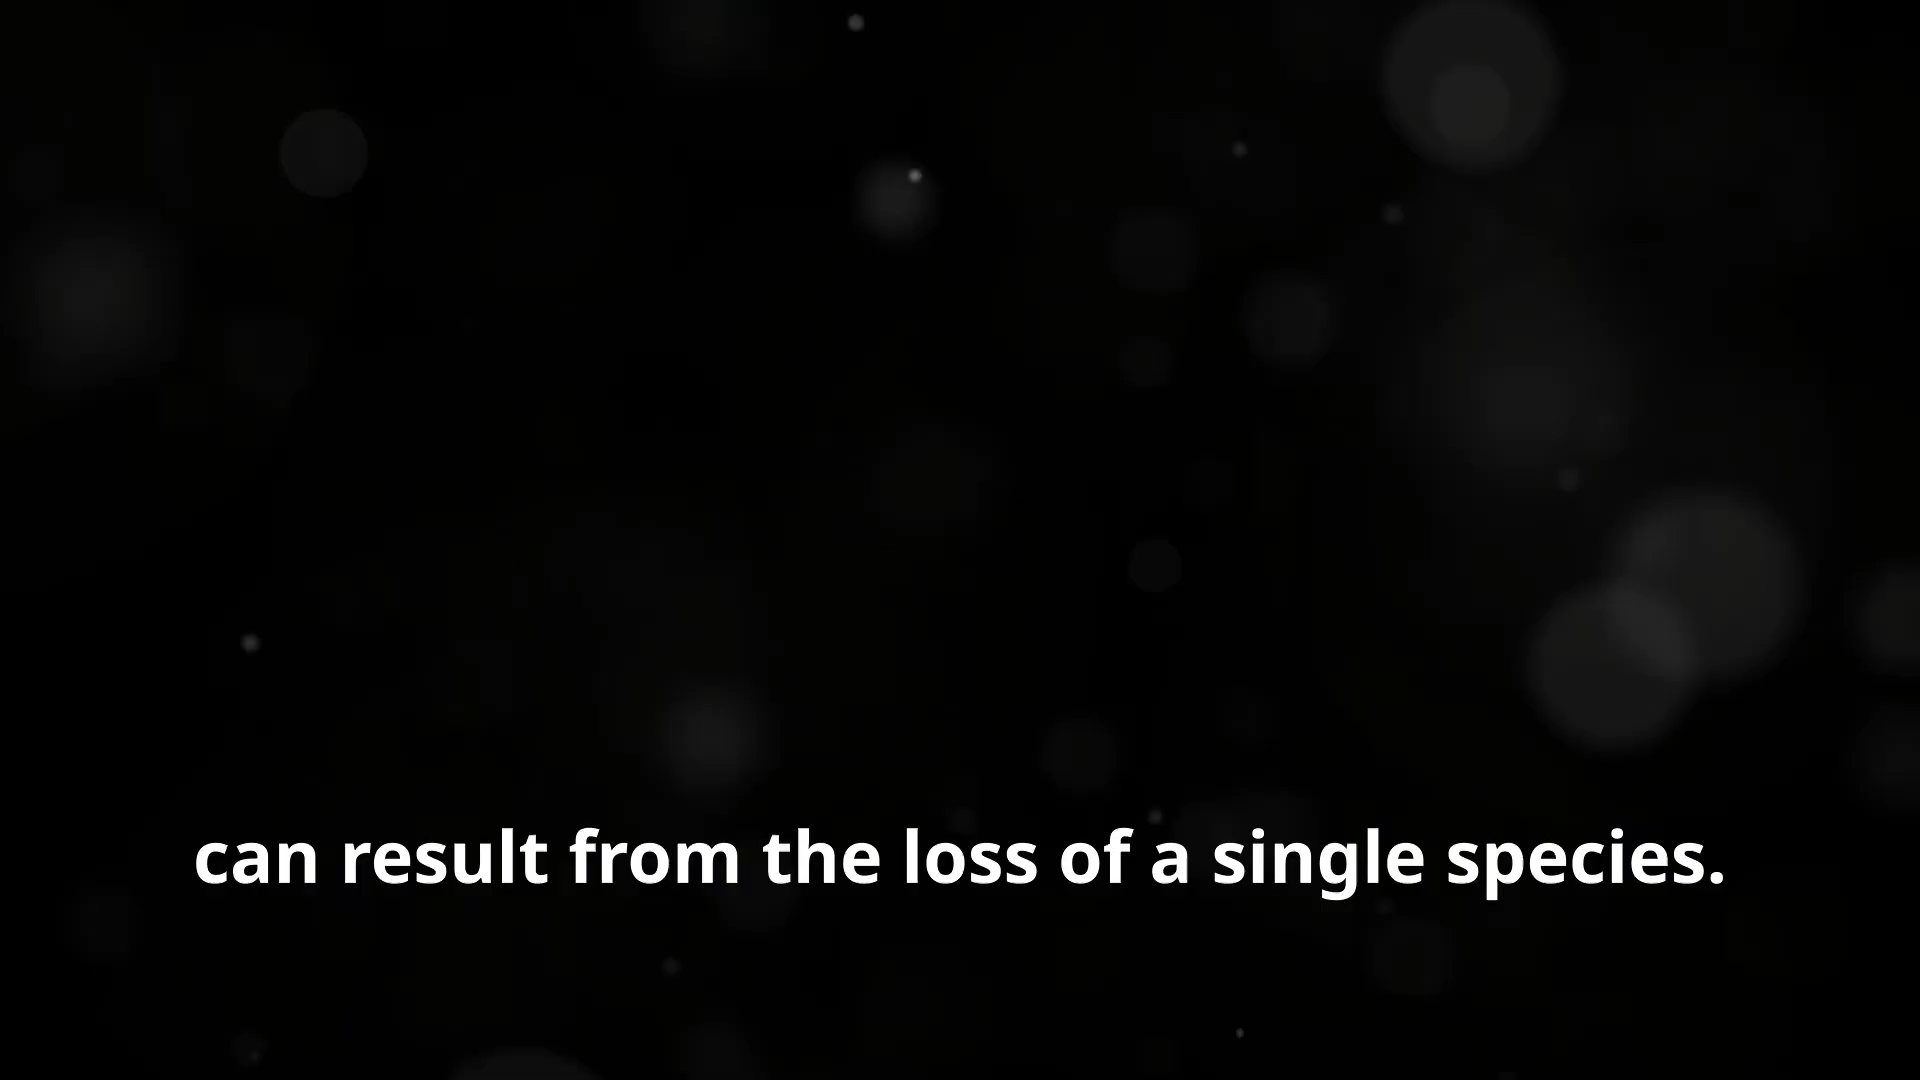 can result from the loss of a single species.